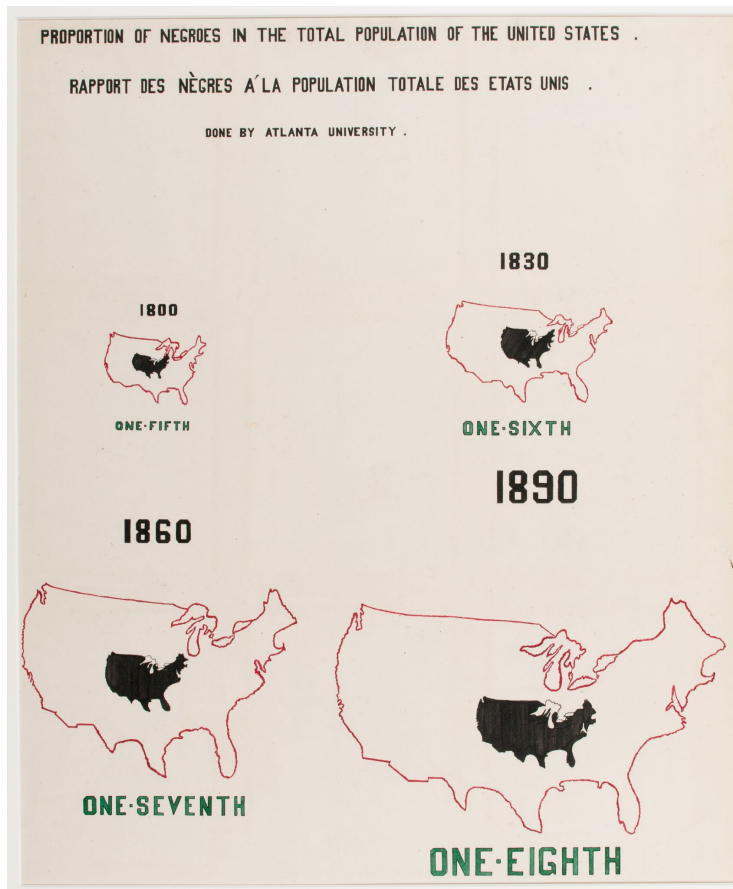 PROPORTION OF NEGROES IN THE TOTAL POPULATION OF THE UNITED STATES .
RAPPORT DES NÈGRES A´LA POPULATION TOTALE DES ETATS UNIS .
DONE BY ATLANTA UNIVERSITY .
1800
ONE·FIFTH
1830
ONE·SIXTH
1860
ONE·SEVENTH
1890
ONE·EIGHTH